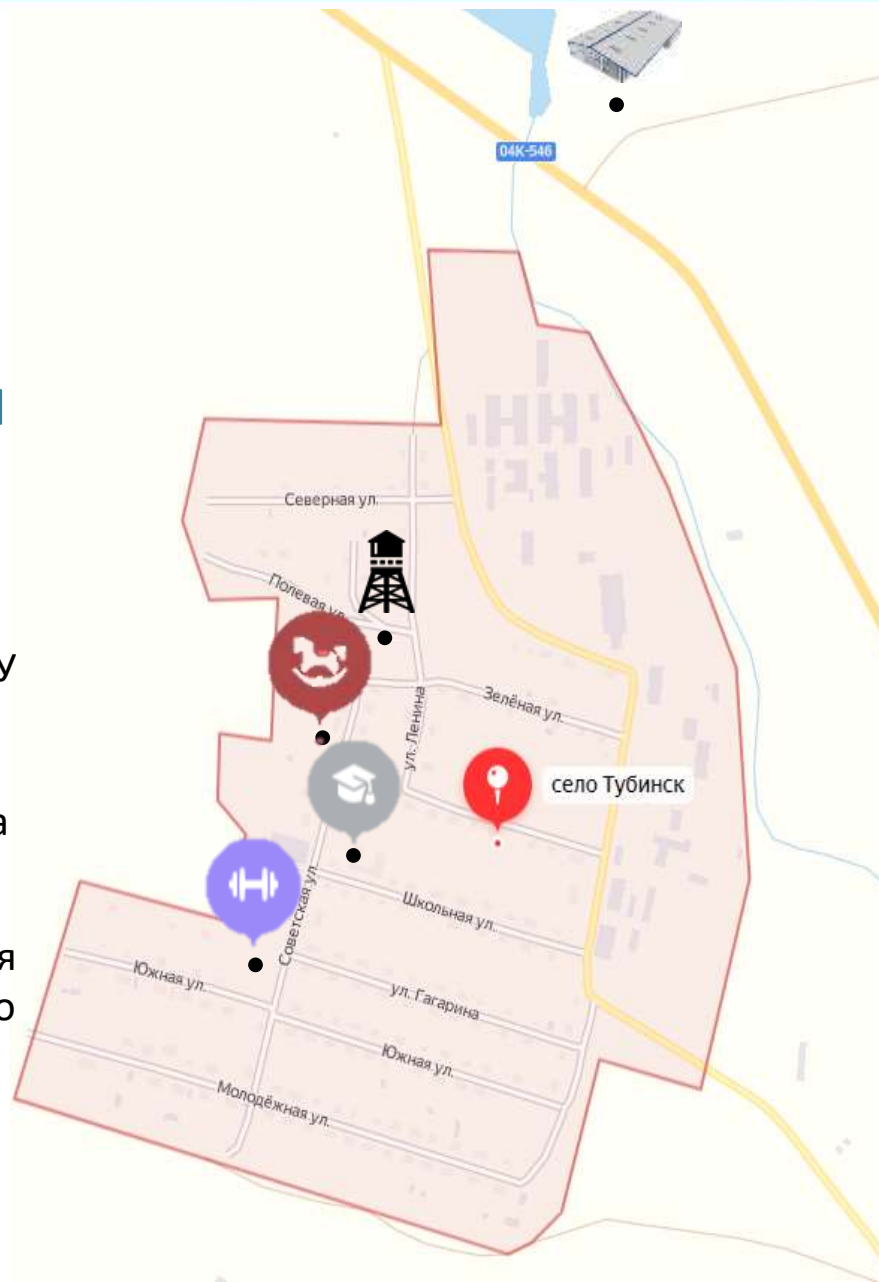 04К-546
Северная ул.
Полевая ул.
У
Зелёная ул.
ул. Ленина
село Тубинск
а
Школьная ул.
Советская ул.
я
Южная ул.
ул. Гагарина
о
Южная ул.
Молодёжная ул.